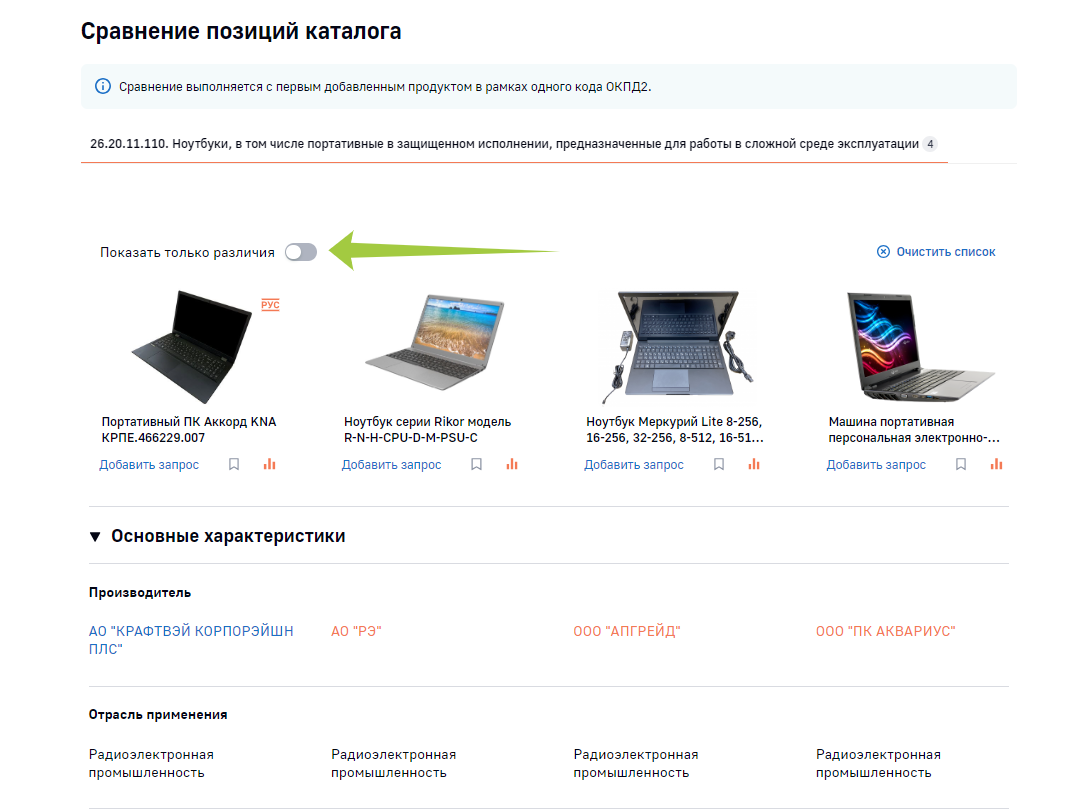 Сравнение позиций каталога
Сравнение выполняется с первым добавленным продуктом в рамках одного кода ОКПД2.
26.20.11.110. Ноутбуки, в том числе портативные в защищенном исполнении, предназначенные для работы в сложной среде эксплуатации 4
Показать только различия
Очистить список
РУС
Портативный ПК Аккорд KNA
КРПЕ.466229.007
Добавить запрос
Ноутбук серии Rikor модель
R-N-H-CPU-D-M-PSU-C
Добавить запрос
Ноутбук Меркурий Lite 8-256,
16-256, 32-256, 8-512, 16-51...
Добавить запрос
Машина портативная
персональная электронно-...
Добавить запрос
Основные характеристики
Производитель
АО "КРАФТВЭЙ КОРПОРЭЙШН
ПЛС"
АО "РЭ"
ООО "АПГРЕЙД"
ООО "ПК АКВАРИУС"
Отрасль применения
Радиоэлектронная
промышленность
Радиоэлектронная
промышленность
Радиоэлектронная
промышленность
Радиоэлектронная
промышленность